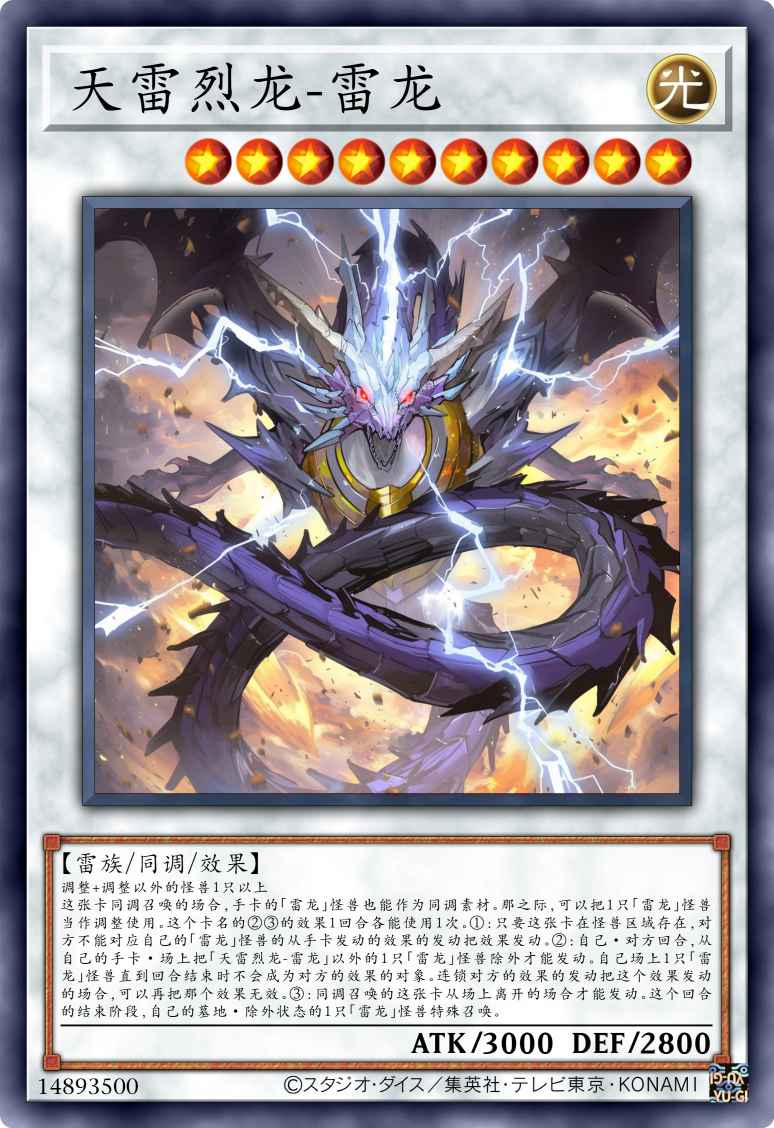 天雷烈龙-雷龙
光
【雷族/同调/效果】
调整+调整以外的怪兽1只以上
这张卡同调召唤的场合,手卡的「雷龙」怪兽也能作为同调素材。那之际,可以把1只「雷龙」怪兽
当作调整使用。这个卡名的②③的效果1回合各能使用1次。①:只要这张卡在怪兽区域存在,对
方不能对应自己的「雷龙」怪兽的从手卡发动的效果的发动把效果发动。②:自己・对方回合,从
自己的手卡・场上把「天雷烈龙-雷龙」以外的1只「雷龙」怪兽除外才能发动。自己场上1只「雷
龙」怪兽直到回合结束时不会成为对方的效果的对象。连锁对方的效果的发动把这个效果发动
的场合,可以再把那个效果无效。③:同调召唤的这张卡从场上离开的场合才能发动。这个回合
的结束阶段,自己的墓地・除外状态的1只「雷龙」怪兽特殊召唤。
ATK/3000 DEF/2800
14893500 ©スタジオ・ダイス/集英社・テレビ東京・KONAMI